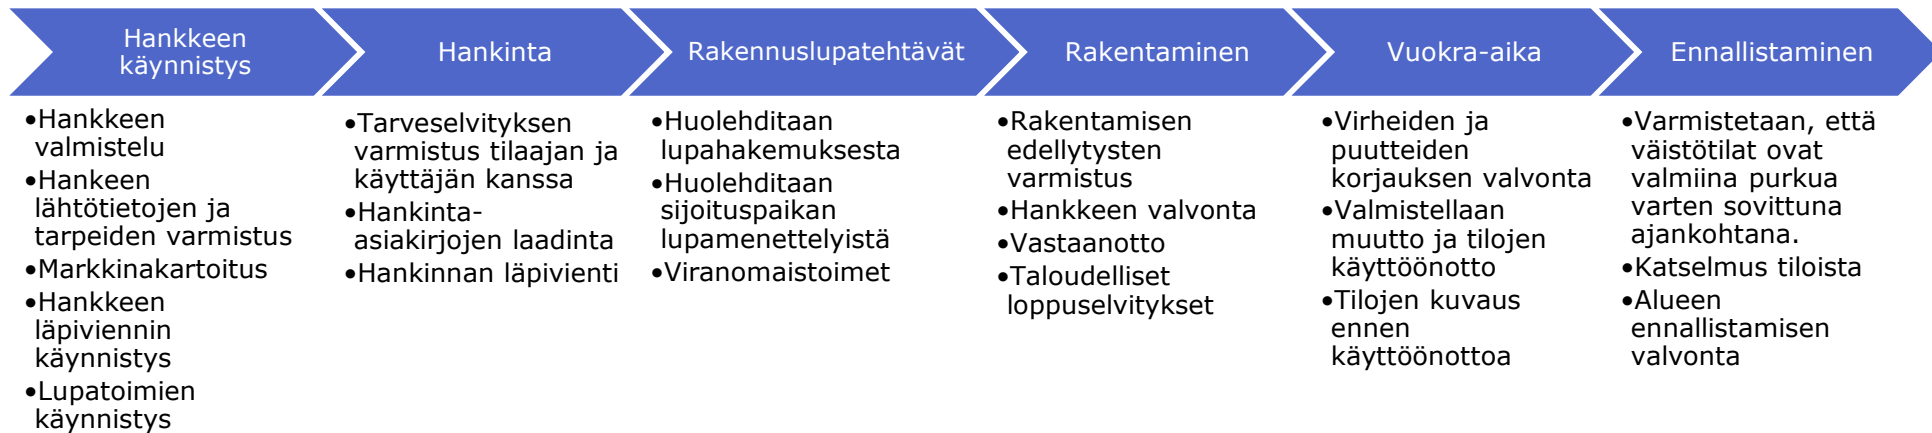 Hankkeen
käynnistys
Hankinta
Rakennuslupatehtävät
Rakentaminen
Vuokra-aika
Ennallistaminen
•Hankkeen
valmistelu
•Hankeen
lähtötietojen ja
tarpeiden varmistus
•Markkinakartoitus
•Hankkeen
läpiviennin
käynnistys
•Lupatoimien
käynnistys
•Tarveselvityksen
varmistus tilaajan ja
käyttäjän kanssa
•Hankinta-
asiakirjojen laadinta
•Hankinnan läpivienti
•Huolehditaan
lupahakemuksesta
•Huolehditaan
sijoituspaikan
lupamenettelyistä
•Viranomaistoimet
•Rakentamisen
edellytysten
varmistus
•Hankkeen valvonta
•Vastaanotto
•Taloudelliset
loppuselvitykset
•Virheiden ja
puutteiden
korjauksen valvonta
•Valmistellaan
muutto ja tilojen
käyttöönotto
•Tilojen kuvaus
ennen
käyttöönottoa
•Varmistetaan, että
väistötilat ovat
valmiina purkua
varten sovittuna
ajankohtana.
•Katselmus tiloista
•Alueen
ennallistamisen
valvonta